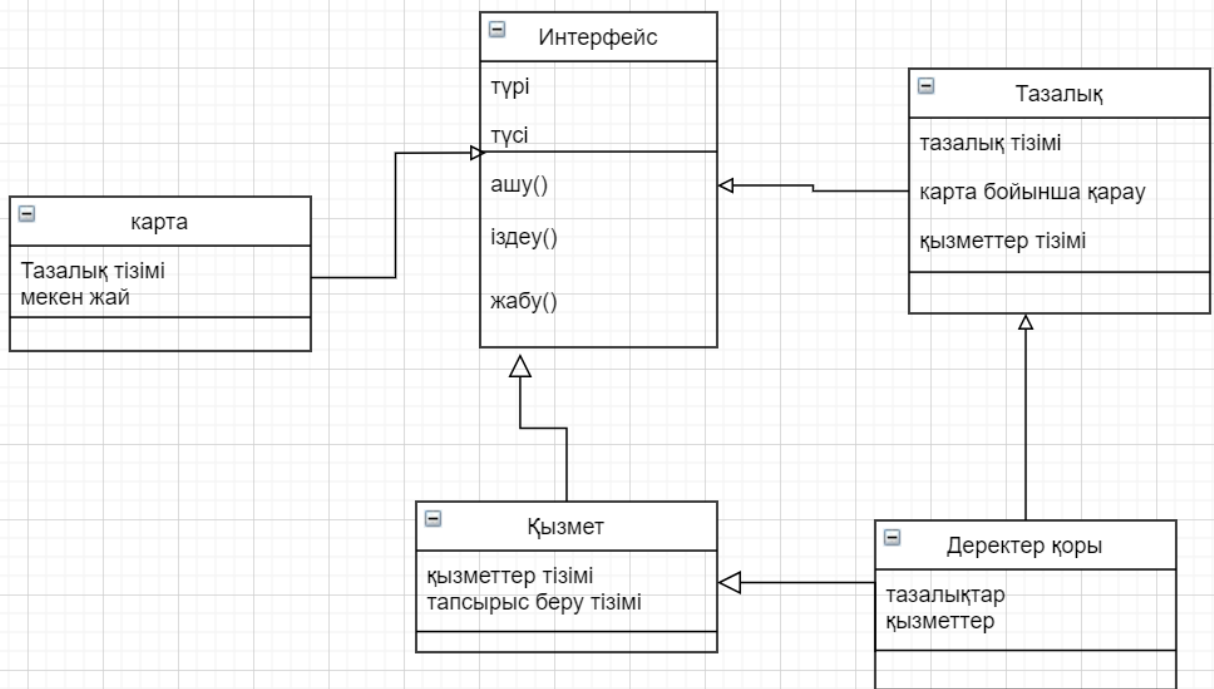 Интерфейс
түрі
түсі
ашу()
іздеу()
жабу()
Тазалық
тазалық тізімі
карта бойынша қарау
қызметтер тізімі
карта
Тазалық тізімі
мекен жай
Қызмет
қызметтер тізімі
тапсырыс беру тізімі
Деректер қоры
тазалықтар
қызметтер